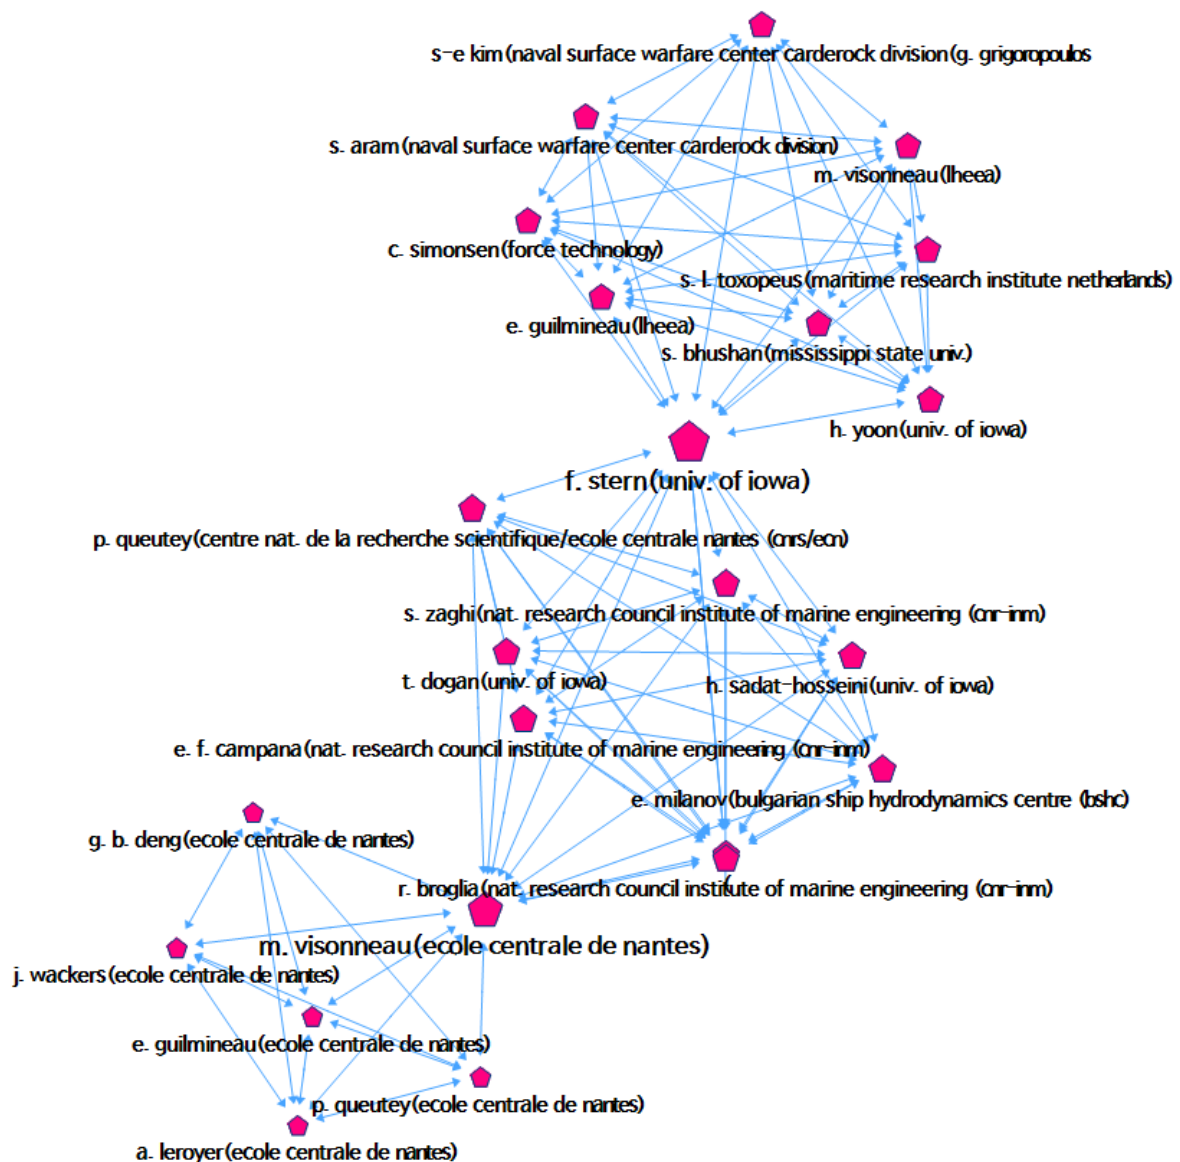 s-e kim(naval surface warfare center carderock division(g. grigoropoulos
s. aram(naval surface warfare center carderock division)
m. visonneau(lheea)
c. simonsen(force technology)
s. l. toxopeus(maritime research institute netherlands)
e. guilmineau(lheea)
s. bhushan(mississippi state univ.)
h. yoon(univ. of iowa)
f. stern(univ. of iowa)
p. queutey(centre nat. de la recherche scientifique/ecole centrale nantes (cnrs/ecn)
s. zaghi(nat. research council institute of marine engineering (cnr-inm)
t. dogan(univ. of iowa)
h. sadat-hosseini(univ. of iowa)
e. f. campana(nat. research council institute of marine engineering (cnr-inm)
e. milanov(bulgarian ship hydrodynamics centre (bshc)
g. b. deng(ecole centrale de nantes)
r. broglia(nat. research council institute of marine engineering (cnr-inm)
m. visonneau(ecole centrale de nantes)
j. wackers(ecole centrale de nantes)
e. guilmineau(ecole centrale de nantes)
p. queutey(ecole centrale de nantes)
a. leroyer(ecole centrale de nantes)